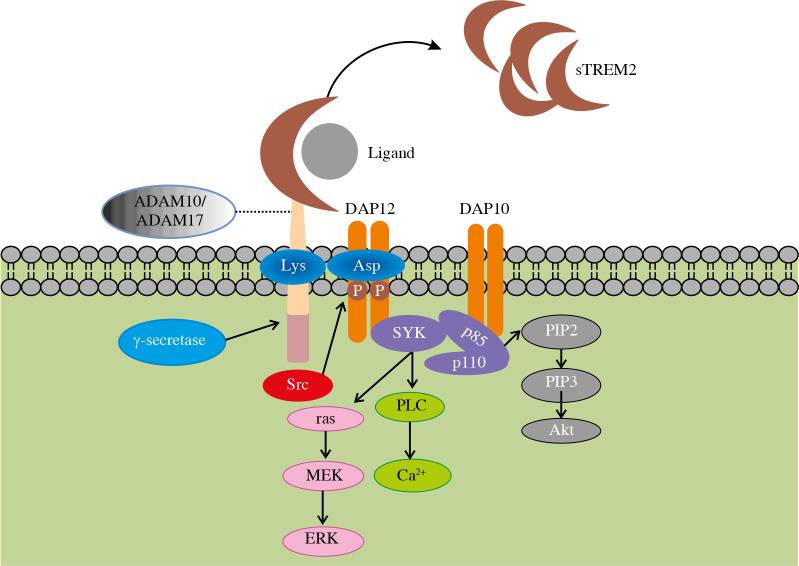 sTREM2
Ligand
ADAM10/
ADAM17
DAP12
DAP10
Lys
Asp
P
P
SYK
p85
p110
γ-secretase
PIP2
PIP3
Akt
Src
ras
PLC
MEK
Ca²⁺
ERK